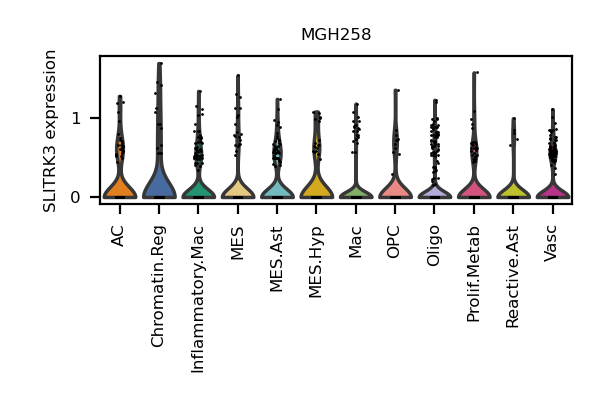 MGH258
SLITRK3 expression
1
0
AC
Chromatin.Reg
Inflammatory.Mac
MES
MES.Ast
MES.Hyp
Mac
OPC
Oligo
Prolif.Metab
Reactive.Ast
Vasc